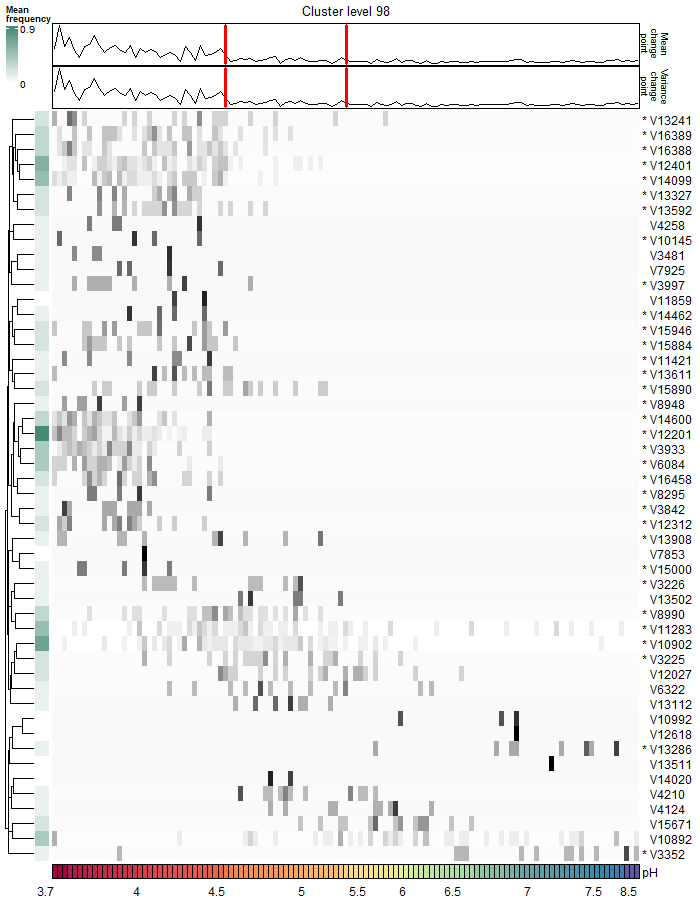 Cluster level 98
Mean
frequency
0.9
0
Mean
change
point
Variance
change
point
* V13241
* V16389
* V16388
* V12401
* V14099
* V13327
* V13592
V4258
* V10145
V3481
V7925
* V3997
V11859
* V14462
* V15946
* V15884
* V11421
* V13611
* V15890
* V8948
* V14600
* V12201
* V3933
* V6084
* V16458
* V8295
* V3842
* V12312
* V13908
V7853
* V15000
* V3226
V13502
* V8990
* V11283
* V10902
* V3225
V12027
V6322
V13112
V10992
V12618
* V13286
V13511
V14020
V4210
V4124
V15671
V10892
* V3352
pH
3.7 4 4.5 5 5.5 6 6.5 7 7.5 8.5